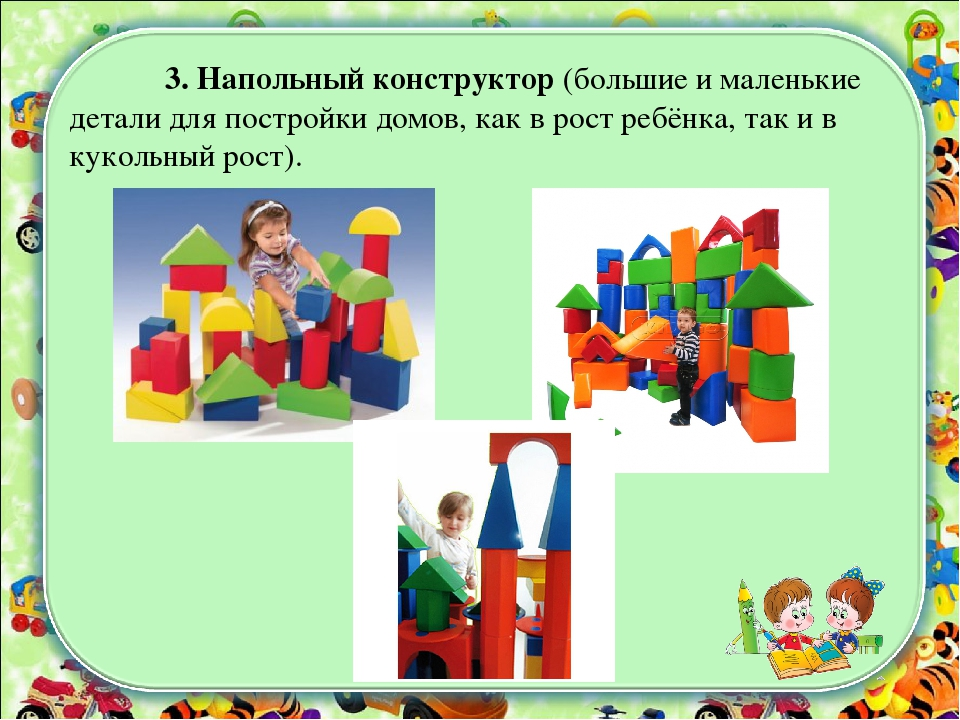 3. Напольный конструктор (большие и маленькие
детали для постройки домов, как в рост ребёнка, так и в
кукольный рост).